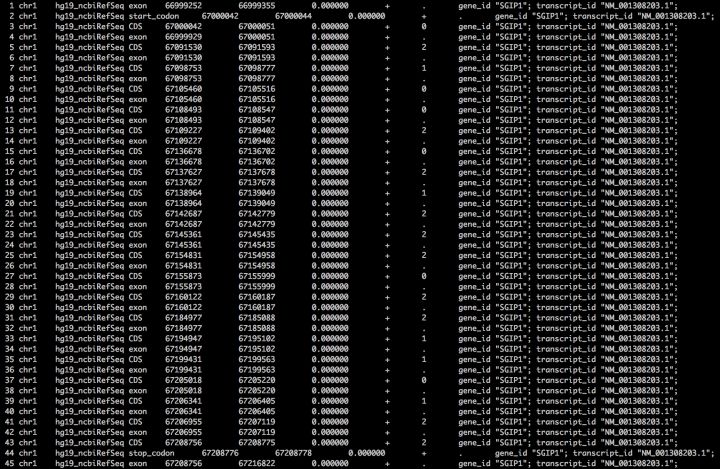 1 chr1 hg19_ncbiRefSeq exon 66999252 66999355 0.000000 + . gene_id "SGIP1"; transcript_id "NM_001308203.1";
2 chr1 hg19_ncbiRefSeq start_codon 67000042 67000044 0.000000 + . gene_id "SGIP1"; transcript_id "NM_001308203.1";
3 chr1 hg19_ncbiRefSeq CDS 67000042 67000051 0.000000 + 0 gene_id "SGIP1"; transcript_id "NM_001308203.1";
4 chr1 hg19_ncbiRefSeq exon 66999929 67000051 0.000000 + . gene_id "SGIP1"; transcript_id "NM_001308203.1";
5 chr1 hg19_ncbiRefSeq CDS 67091530 67091593 0.000000 + 2 gene_id "SGIP1"; transcript_id "NM_001308203.1";
6 chr1 hg19_ncbiRefSeq exon 67091530 67091593 0.000000 + . gene_id "SGIP1"; transcript_id "NM_001308203.1";
7 chr1 hg19_ncbiRefSeq CDS 67098753 67098777 0.000000 + 1 gene_id "SGIP1"; transcript_id "NM_001308203.1";
8 chr1 hg19_ncbiRefSeq exon 67098753 67098777 0.000000 + . gene_id "SGIP1"; transcript_id "NM_001308203.1";
9 chr1 hg19_ncbiRefSeq CDS 67105460 67105516 0.000000 + 0 gene_id "SGIP1"; transcript_id "NM_001308203.1";
10 chr1 hg19_ncbiRefSeq exon 67105460 67105516 0.000000 + . gene_id "SGIP1"; transcript_id "NM_001308203.1";
11 chr1 hg19_ncbiRefSeq CDS 67108493 67108547 0.000000 + 0 gene_id "SGIP1"; transcript_id "NM_001308203.1";
12 chr1 hg19_ncbiRefSeq exon 67108493 67108547 0.000000 + . gene_id "SGIP1"; transcript_id "NM_001308203.1";
13 chr1 hg19_ncbiRefSeq CDS 67109227 67109402 0.000000 + 2 gene_id "SGIP1"; transcript_id "NM_001308203.1";
14 chr1 hg19_ncbiRefSeq exon 67109227 67109402 0.000000 + . gene_id "SGIP1"; transcript_id "NM_001308203.1";
15 chr1 hg19_ncbiRefSeq CDS 67136678 67136702 0.000000 + 0 gene_id "SGIP1"; transcript_id "NM_001308203.1";
16 chr1 hg19_ncbiRefSeq exon 67136678 67136702 0.000000 + . gene_id "SGIP1"; transcript_id "NM_001308203.1";
17 chr1 hg19_ncbiRefSeq CDS 67137627 67137678 0.000000 + 2 gene_id "SGIP1"; transcript_id "NM_001308203.1";
18 chr1 hg19_ncbiRefSeq exon 67137627 67137678 0.000000 + . gene_id "SGIP1"; transcript_id "NM_001308203.1";
19 chr1 hg19_ncbiRefSeq CDS 67138964 67139049 0.000000 + 1 gene_id "SGIP1"; transcript_id "NM_001308203.1";
20 chr1 hg19_ncbiRefSeq exon 67138964 67139049 0.000000 + . gene_id "SGIP1"; transcript_id "NM_001308203.1";
21 chr1 hg19_ncbiRefSeq CDS 67142687 67142779 0.000000 + 2 gene_id "SGIP1"; transcript_id "NM_001308203.1";
22 chr1 hg19_ncbiRefSeq exon 67142687 67142779 0.000000 + . gene_id "SGIP1"; transcript_id "NM_001308203.1";
23 chr1 hg19_ncbiRefSeq CDS 67145361 67145435 0.000000 + 2 gene_id "SGIP1"; transcript_id "NM_001308203.1";
24 chr1 hg19_ncbiRefSeq exon 67145361 67145435 0.000000 + . gene_id "SGIP1"; transcript_id "NM_001308203.1";
25 chr1 hg19_ncbiRefSeq CDS 67154831 67154958 0.000000 + 2 gene_id "SGIP1"; transcript_id "NM_001308203.1";
26 chr1 hg19_ncbiRefSeq exon 67154831 67154958 0.000000 + . gene_id "SGIP1"; transcript_id "NM_001308203.1";
27 chr1 hg19_ncbiRefSeq CDS 67155873 67155999 0.000000 + 0 gene_id "SGIP1"; transcript_id "NM_001308203.1";
28 chr1 hg19_ncbiRefSeq exon 67155873 67155999 0.000000 + . gene_id "SGIP1"; transcript_id "NM_001308203.1";
29 chr1 hg19_ncbiRefSeq CDS 67160122 67160187 0.000000 + 2 gene_id "SGIP1"; transcript_id "NM_001308203.1";
30 chr1 hg19_ncbiRefSeq exon 67160122 67160187 0.000000 + . gene_id "SGIP1"; transcript_id "NM_001308203.1";
31 chr1 hg19_ncbiRefSeq CDS 67184977 67185088 0.000000 + 2 gene_id "SGIP1"; transcript_id "NM_001308203.1";
32 chr1 hg19_ncbiRefSeq exon 67184977 67185088 0.000000 + . gene_id "SGIP1"; transcript_id "NM_001308203.1";
33 chr1 hg19_ncbiRefSeq CDS 67194947 67195102 0.000000 + 1 gene_id "SGIP1"; transcript_id "NM_001308203.1";
34 chr1 hg19_ncbiRefSeq exon 67194947 67195102 0.000000 + . gene_id "SGIP1"; transcript_id "NM_001308203.1";
35 chr1 hg19_ncbiRefSeq CDS 67199431 67199563 0.000000 + 1 gene_id "SGIP1"; transcript_id "NM_001308203.1";
36 chr1 hg19_ncbiRefSeq exon 67199431 67199563 0.000000 + . gene_id "SGIP1"; transcript_id "NM_001308203.1";
37 chr1 hg19_ncbiRefSeq CDS 67205018 67205220 0.000000 + 0 gene_id "SGIP1"; transcript_id "NM_001308203.1";
38 chr1 hg19_ncbiRefSeq exon 67205018 67205220 0.000000 + . gene_id "SGIP1"; transcript_id "NM_001308203.1";
39 chr1 hg19_ncbiRefSeq CDS 67206341 67206405 0.000000 + 1 gene_id "SGIP1"; transcript_id "NM_001308203.1";
40 chr1 hg19_ncbiRefSeq exon 67206341 67206405 0.000000 + . gene_id "SGIP1"; transcript_id "NM_001308203.1";
41 chr1 hg19_ncbiRefSeq CDS 67206955 67207119 0.000000 + 2 gene_id "SGIP1"; transcript_id "NM_001308203.1";
42 chr1 hg19_ncbiRefSeq exon 67206955 67207119 0.000000 + . gene_id "SGIP1"; transcript_id "NM_001308203.1";
43 chr1 hg19_ncbiRefSeq CDS 67208756 67208775 0.000000 + 2 gene_id "SGIP1"; transcript_id "NM_001308203.1";
44 chr1 hg19_ncbiRefSeq stop_codon 67208776 67208778 0.000000 + . gene_id "SGIP1"; transcript_id "NM_001308203.1";
45 chr1 hg19_ncbiRefSeq exon 67208756 67216822 0.000000 + . gene_id "SGIP1"; transcript_id "NM_001308203.1";